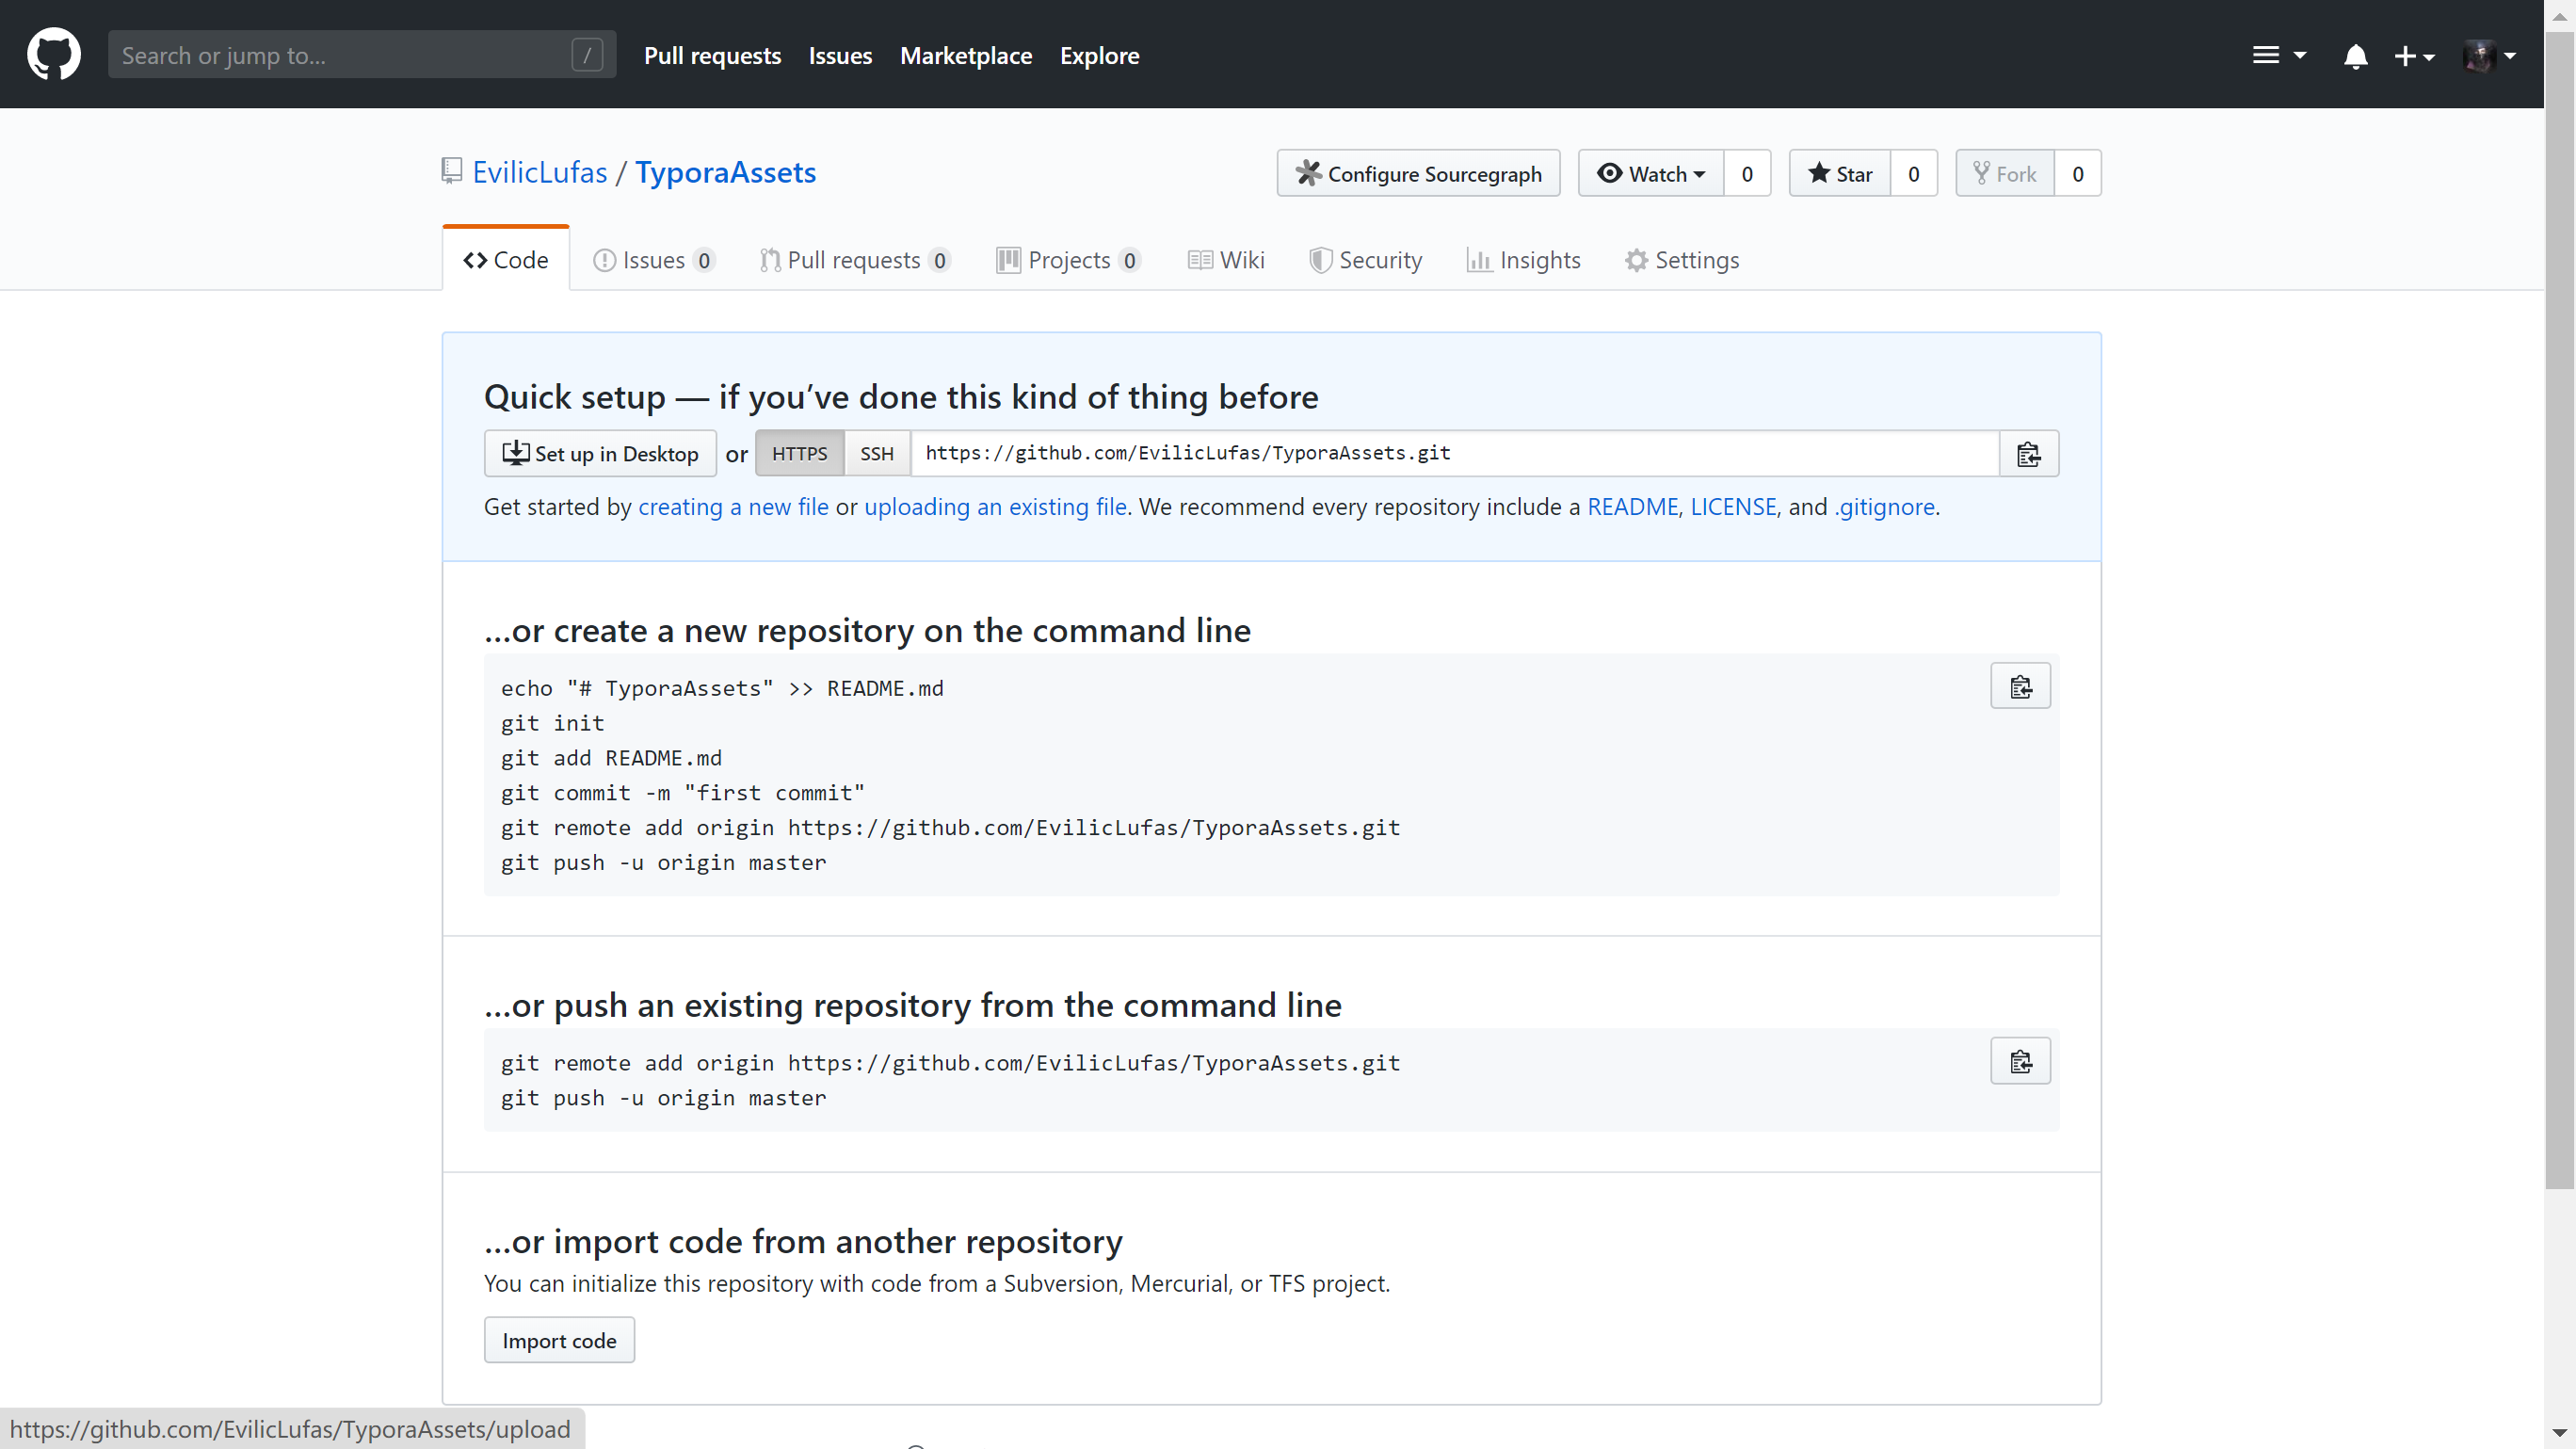 Search or jump to... /
Pull requests Issues Marketplace Explore
EvilicLufas / TyporaAssets
Configure Sourcegraph Watch 0 Star 0 Fork 0
Code Issues 0 Pull requests 0 Projects 0 Wiki Security Insights Settings
Quick setup — if you’ve done this kind of thing before
Set up in Desktop or HTTPS SSH https://github.com/EvilicLufas/TyporaAssets.git
Get started by creating a new file or uploading an existing file. We recommend every repository include a README, LICENSE, and .gitignore.
…or create a new repository on the command line
echo "# TyporaAssets" >> README.md
git init
git add README.md
git commit -m "first commit"
git remote add origin https://github.com/EvilicLufas/TyporaAssets.git
git push -u origin master
…or push an existing repository from the command line
git remote add origin https://github.com/EvilicLufas/TyporaAssets.git
git push -u origin master
…or import code from another repository
You can initialize this repository with code from a Subversion, Mercurial, or TFS project.
Import code
https://github.com/EvilicLufas/TyporaAssets/upload